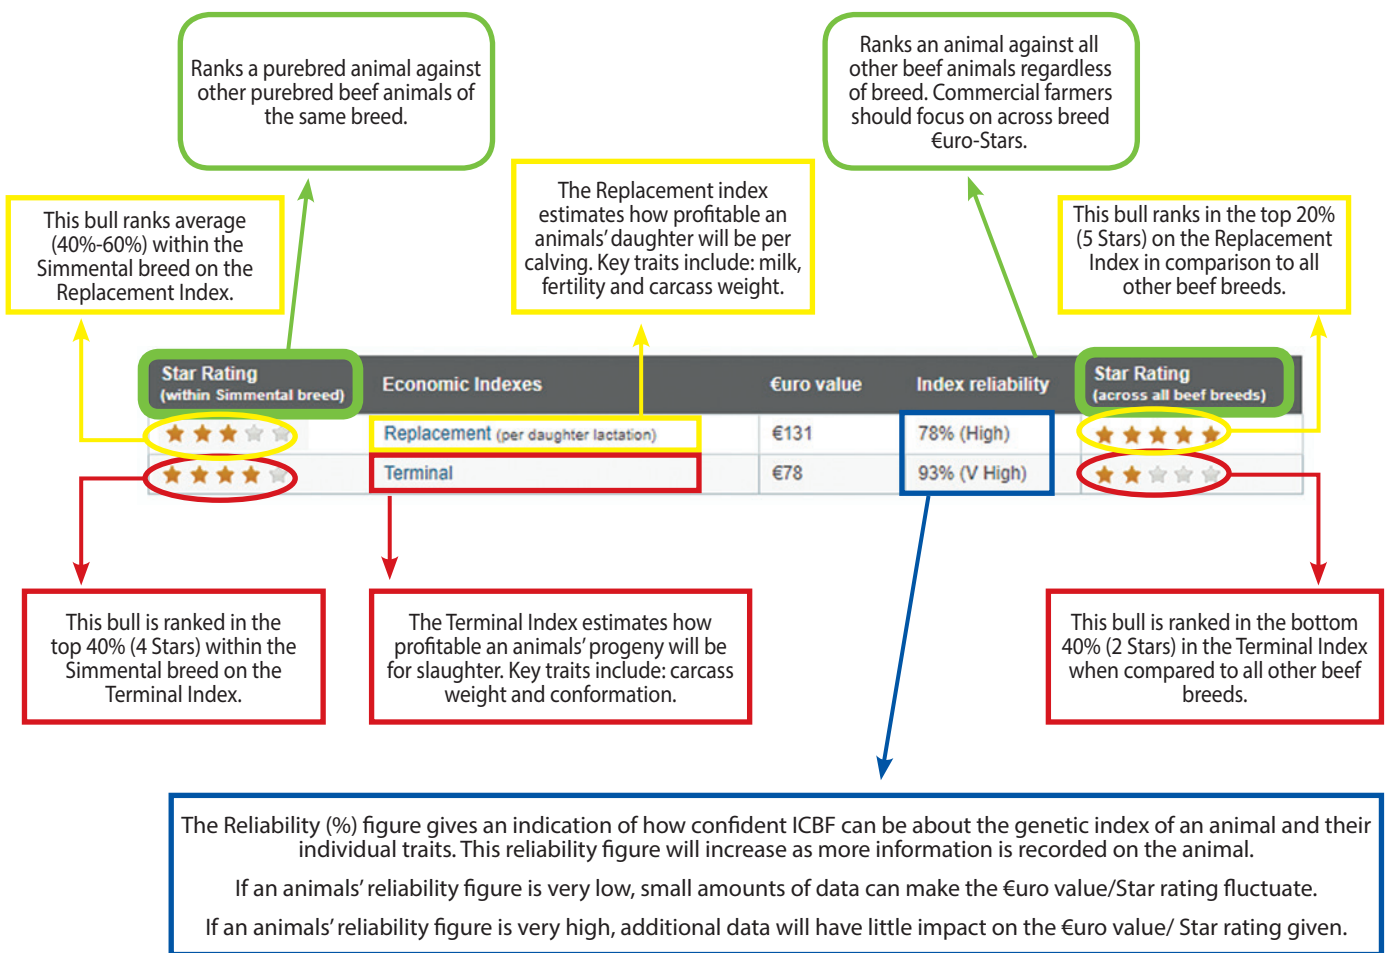 Ranks a purebred animal against
other purebred beef animals of
the same breed.
Ranks an animal against all
other beef animals regardless
of breed. Commercial farmers
should focus on across breed
€uro-Stars.
This bull ranks average
(40%-60%) within the
Simmental breed on the
Replacement Index.
The Replacement index
estimates how profitable an
animals’ daughter will be per
calving. Key traits include: milk,
fertility and carcass weight.
This bull ranks in the top 20%
(5 Stars) on the Replacement
Index in comparison to all
other beef breeds.
Star Rating
(within Simmental breed)
Economic Indexes
€uro value
Index reliability
Star Rating
(across all beef breeds)
Replacement (per daughter lactation)
€131
78% (High)
Terminal
€78
93% (V High)
This bull is ranked in the
top 40% (4 Stars) within the
Simmental breed on the
Terminal Index.
The Terminal Index estimates how
profitable an animals’ progeny will be
for slaughter. Key traits include: carcass
weight and conformation.
This bull is ranked in the bottom
40% (2 Stars) in the Terminal Index
when compared to all other beef
breeds.
The Reliability (%) figure gives an indication of how confident ICBF can be about the genetic index of an animal and their
individual traits. This reliability figure will increase as more information is recorded on the animal.
If an animals’ reliability figure is very low, small amounts of data can make the €uro value/Star rating fluctuate.
If an animals’ reliability figure is very high, additional data will have little impact on the €uro value/ Star rating given.